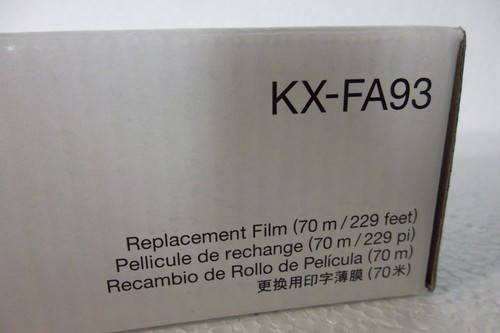 KX-FA93
Replacement Film (70 m / 229 feet)
Pellicule de rechange (70 m / 229 pi)
Recambio de Rollo de Película (70 m)
更換用印字薄膜 (70米)